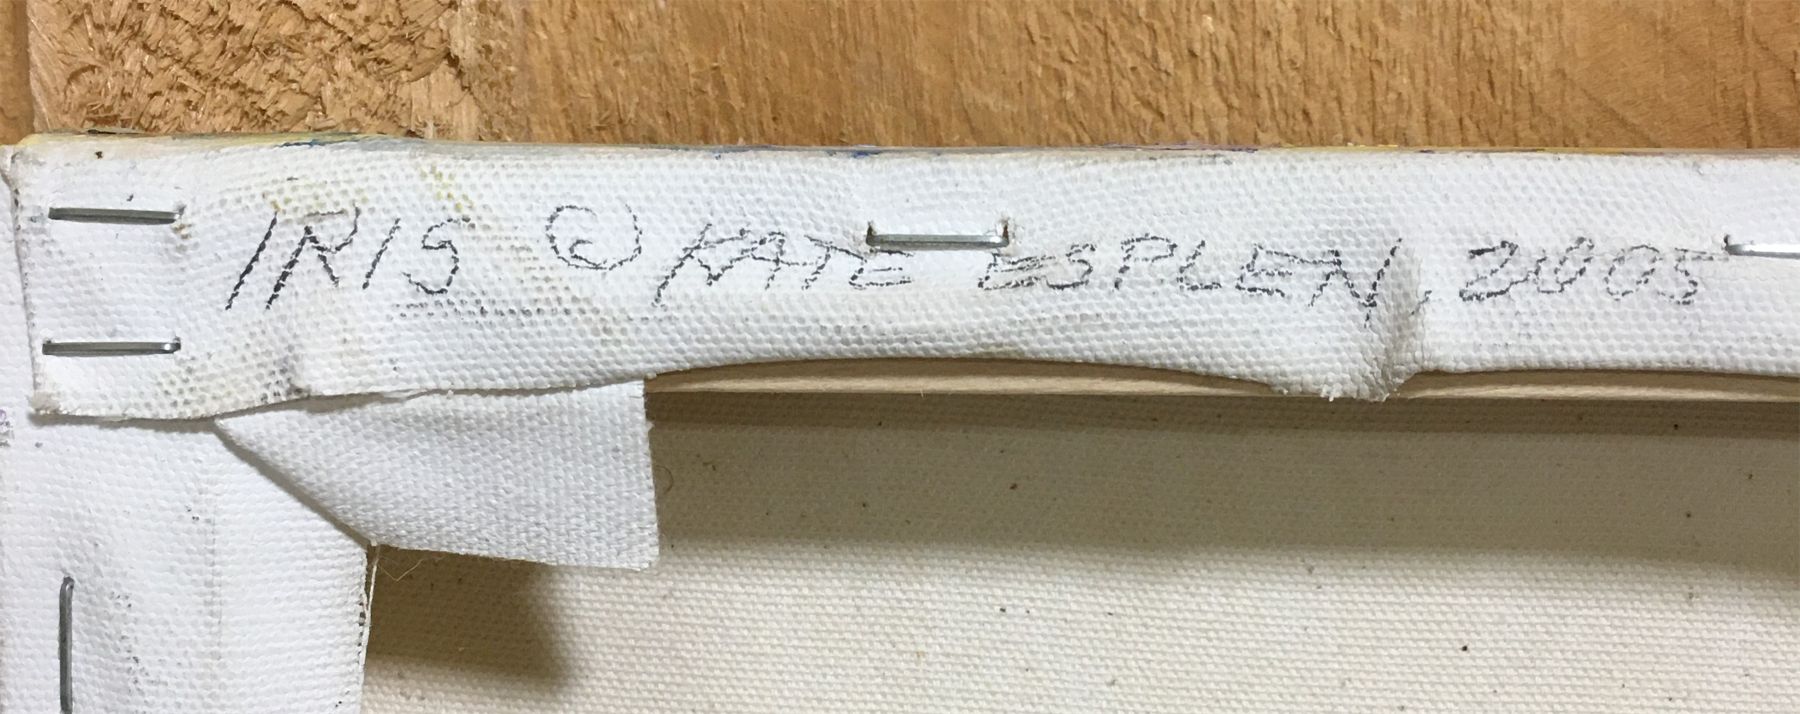 IRIS © KATE ESPLEN. 2005